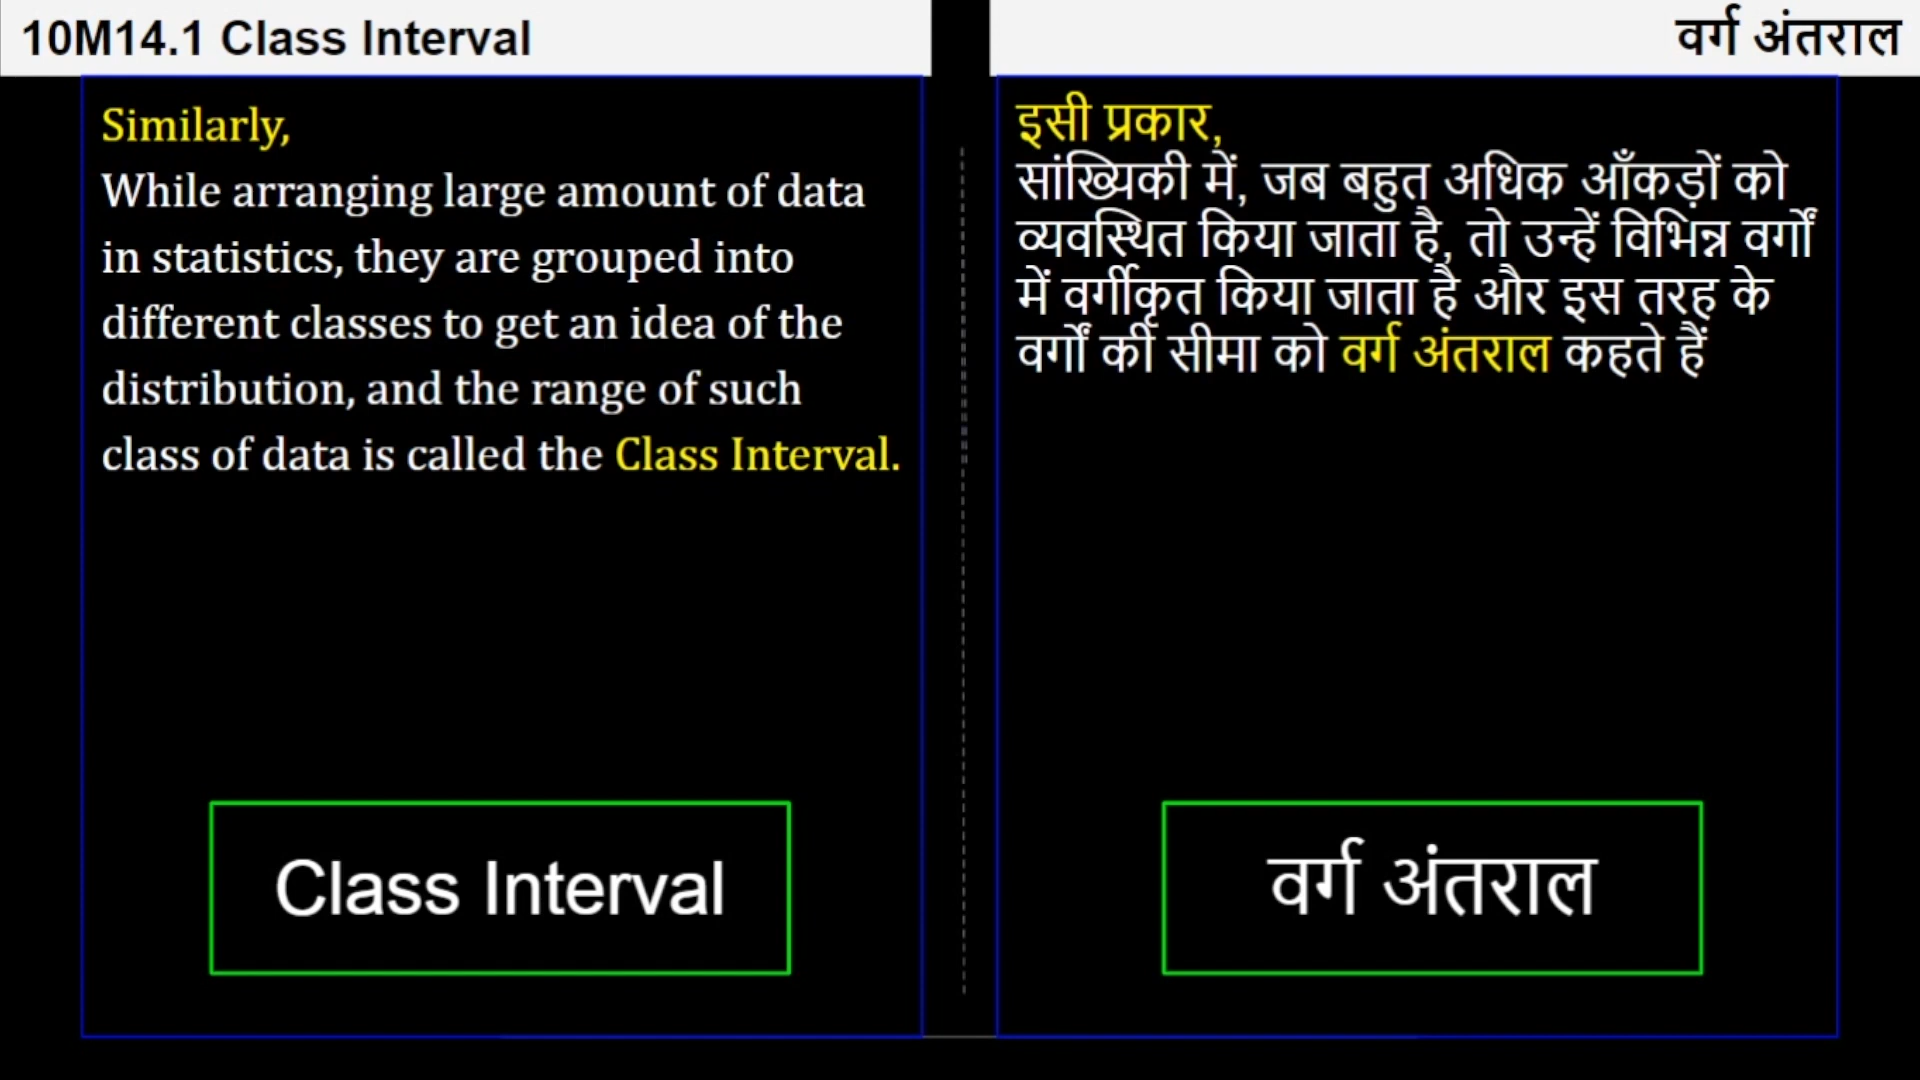 10M14.1 Class Interval
वर्ग अंतराल
Similarly,
While arranging large amount of data
in statistics, they are grouped into
different classes to get an idea of the
distribution, and the range of such
class of data is called the Class Interval.
Class Interval
इसी प्रकार,
सांख्यिकी में, जब बहुत अधिक आँकड़ों को
व्यवस्थित किया जाता है, तो उन्हें विभिन्न वर्गों
में वर्गीकृत किया जाता है और इस तरह के
वर्गों की सीमा को वर्ग अंतराल कहते हैं
वर्ग अंतराल